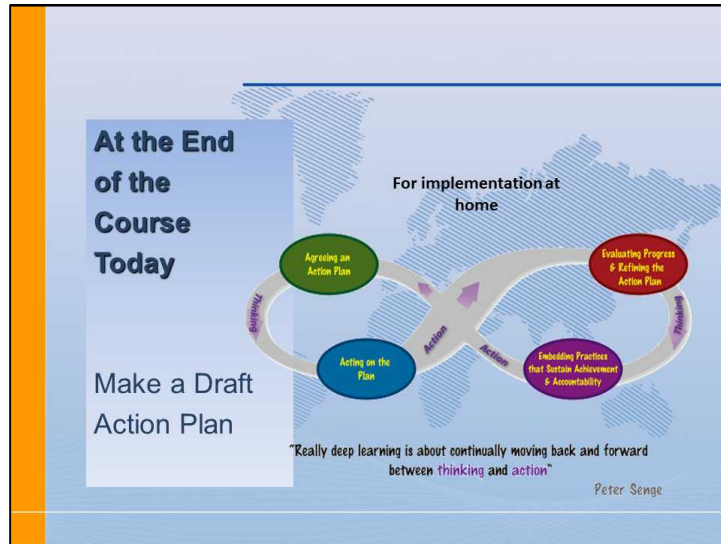 At the End
of the
Course
Today
Make a Draft
Action Plan
For implementation at
home
Agreeing an
Action Plan
Evaluating Progress
& Refining the
Action Plan
Thinking
Thinking
Action
Action
Acting on the
Plan
Embedding Practices
that Sustain Achievement
& Accountability
"Really deep learning is about continually moving back and forward
between thinking and action"
Peter Senge